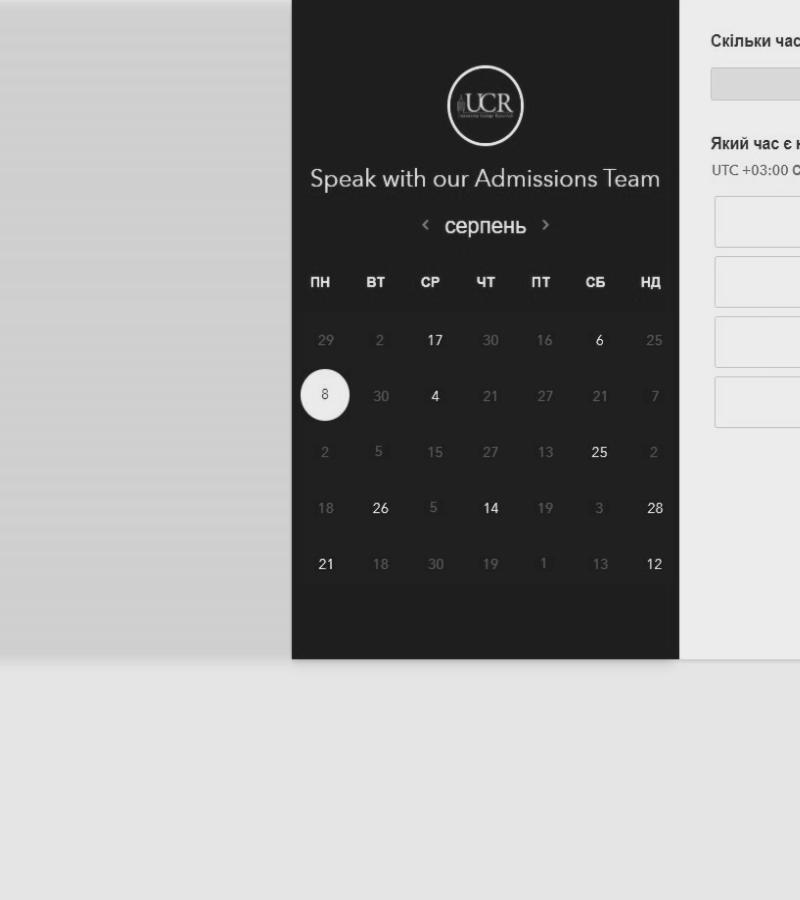 UCR
Speak with our Admissions Team
‹ серпень ›
ПН ВТ СР ЧТ ПТ СБ НД
29 2 17 30 16 6 25
8 30 4 21 27 21 7
2 5 15 27 13 25 2
18 26 5 14 19 3 28
21 18 30 19 1 13 12
Скільки час
Який час є н
UTC +03:00